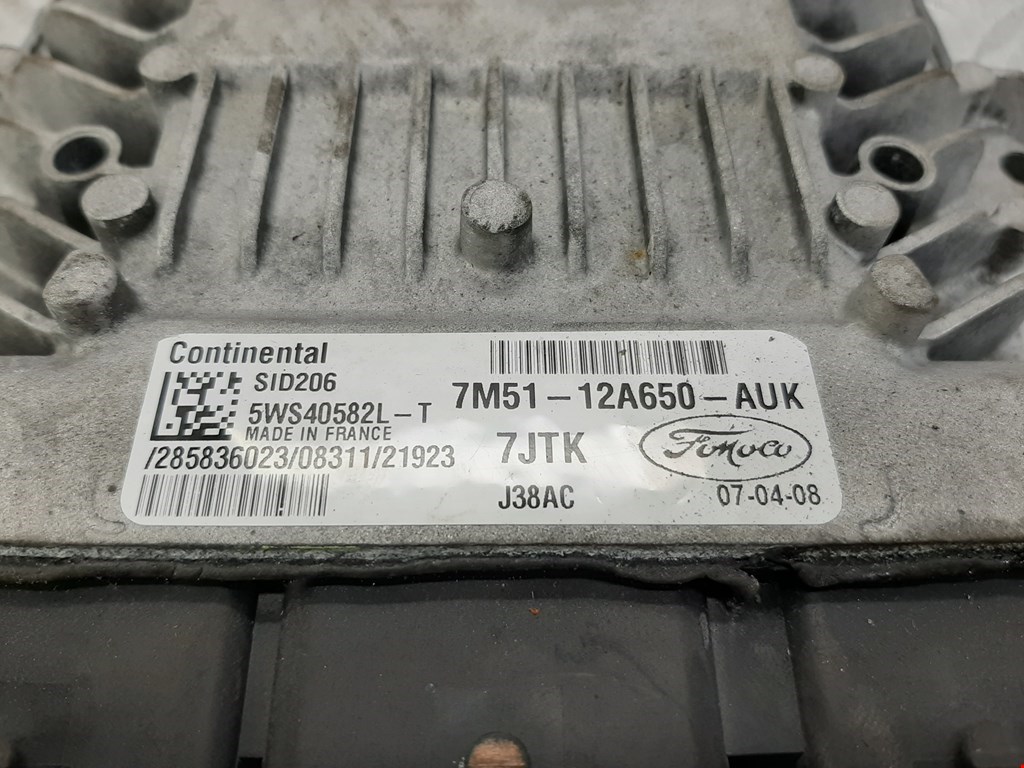 Continental
SID206
5WS40582L-T
MADE IN FRANCE
/285836023/08311/21923
7M51-12A650-AUK
7JTK
FoMoCo
J38AC
07-04-08